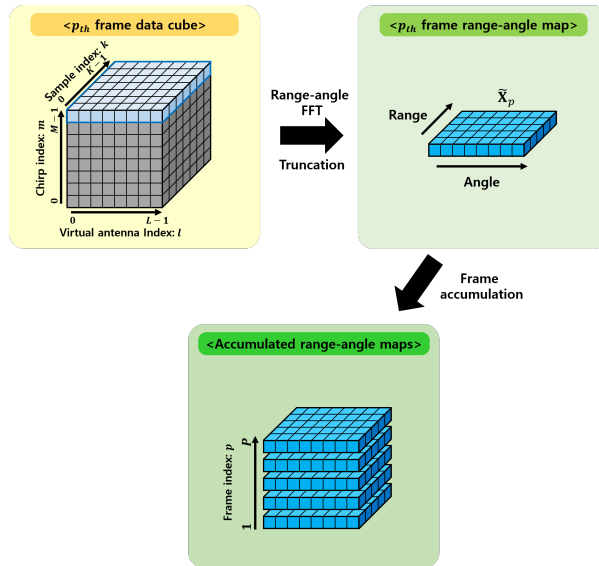 <p_th frame data cube>
Sample index: k
0
K−1
Chirp index: m
0
M−1
0
L−1
Virtual antenna Index: l
Range-angle
FFT
Truncation
<p_th frame range-angle map>
X̃_p
Range
Angle
Frame
accumulation
<Accumulated range-angle maps>
Frame index: p
1
P